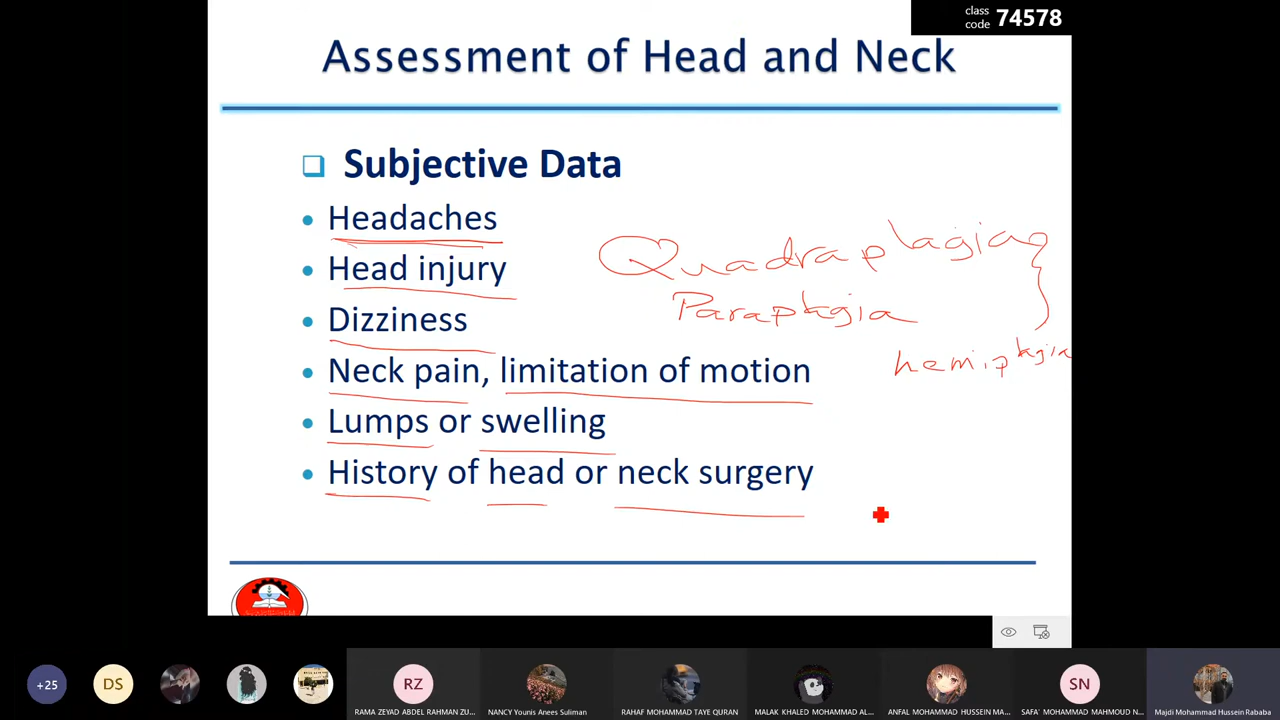 class
code 74578
Assessment of Head and Neck
Subjective Data
Headaches
Head injury
Dizziness
Neck pain, limitation of motion
Lumps or swelling
History of head or neck surgery
Quadraplagia
Paraplagia
hemiplagia
+25
DS
RZ
RAMA ZEYAD ABDEL RAHMAN ZU...
NANCY Younis Anees Suliman
RAHAF MOHAMMAD TAYE QURAN
MALAK KHALED MOHAMMAD AL...
ANFAL MOHAMMAD HUSSEIN MA...
SN
SAFA' MOHAMMAD MAHMOUD N...
Majdi Mohammad Hussein Rababa